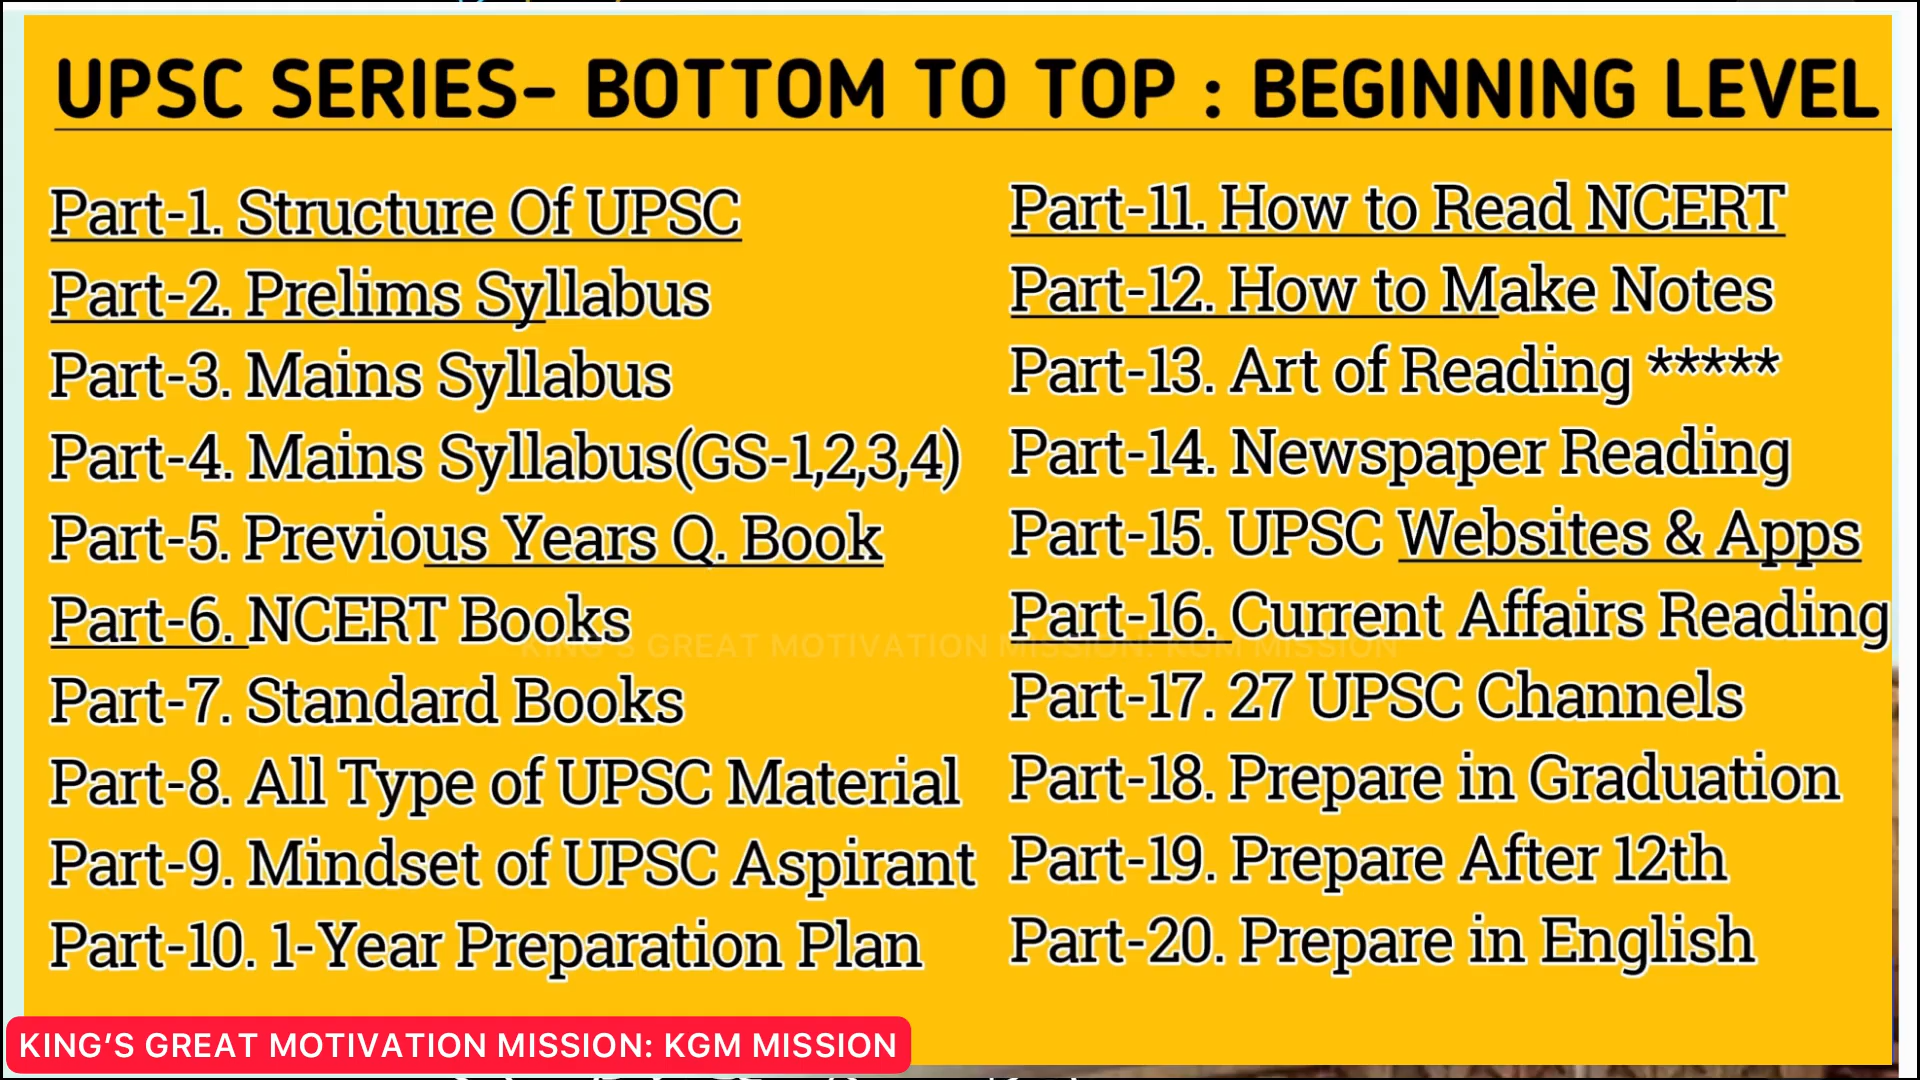 UPSC SERIES- BOTTOM TO TOP : BEGINNING LEVEL
Part-1. Structure Of UPSC
Part-2. Prelims Syllabus
Part-3. Mains Syllabus
Part-4. Mains Syllabus(GS-1,2,3,4)
Part-5. Previous Years Q. Book
Part-6. NCERT Books
Part-7. Standard Books
Part-8. All Type of UPSC Material
Part-9. Mindset of UPSC Aspirant
Part-10. 1-Year Preparation Plan
Part-11. How to Read NCERT
Part-12. How to Make Notes
Part-13. Art of Reading *****
Part-14. Newspaper Reading
Part-15. UPSC Websites & Apps
Part-16. Current Affairs Reading
Part-17. 27 UPSC Channels
Part-18. Prepare in Graduation
Part-19. Prepare After 12th
Part-20. Prepare in English
KING'S GREAT MOTIVATION MISSION: KGM MISSION
KING'S GREAT MOTIVATION MISSION: KGM MISSION